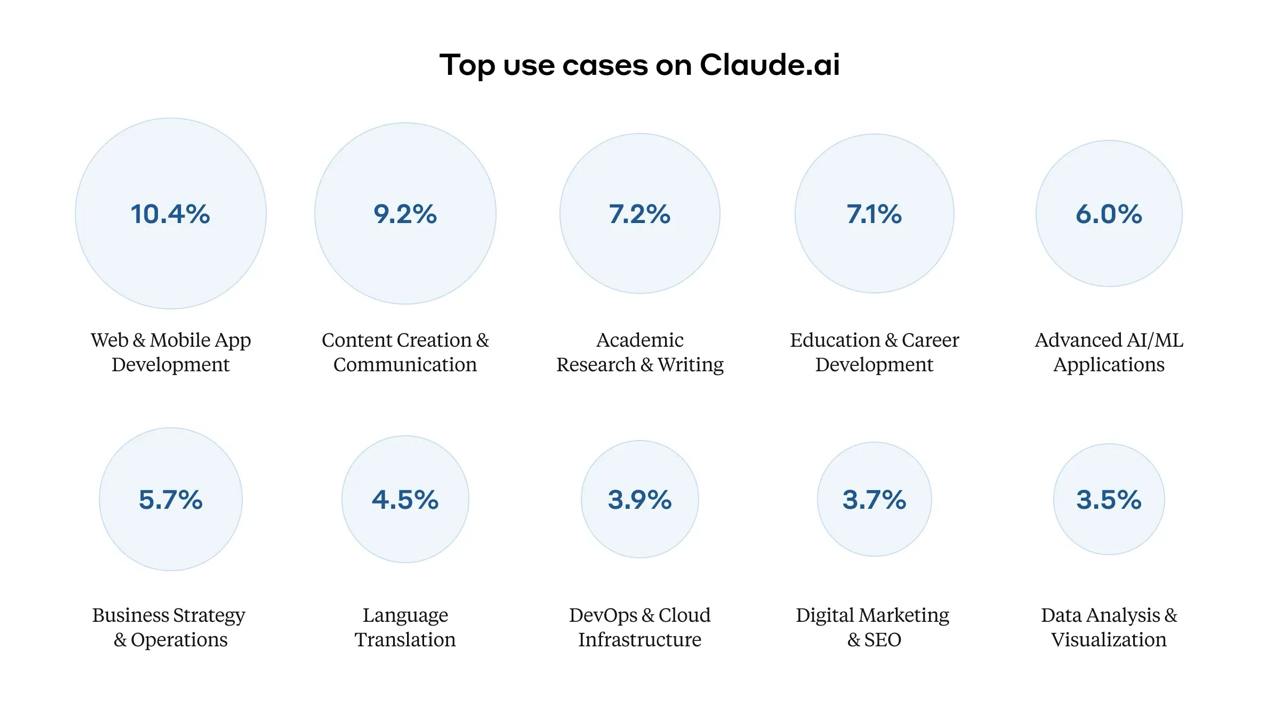 Top use cases on Claude.ai
10.4%
9.2%
7.2%
7.1%
6.0%
Web & Mobile App
Development
Content Creation &
Communication
Academic
Research & Writing
Education & Career
Development
Advanced AI/ML
Applications
5.7%
4.5%
3.9%
3.7%
3.5%
Business Strategy
& Operations
Language
Translation
DevOps & Cloud
Infrastructure
Digital Marketing
& SEO
Data Analysis &
Visualization